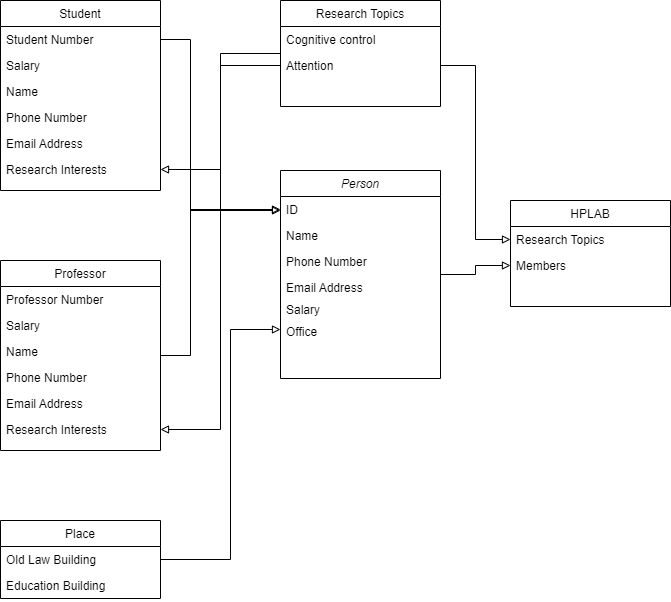 Student
Student Number
Salary
Name
Phone Number
Email Address
Research Interests
Research Topics
Cognitive control
Attention
Person
ID
Name
Phone Number
Email Address
Salary
Office
HPLAB
Research Topics
Members
Professor
Professor Number
Salary
Name
Phone Number
Email Address
Research Interests
Place
Old Law Building
Education Building